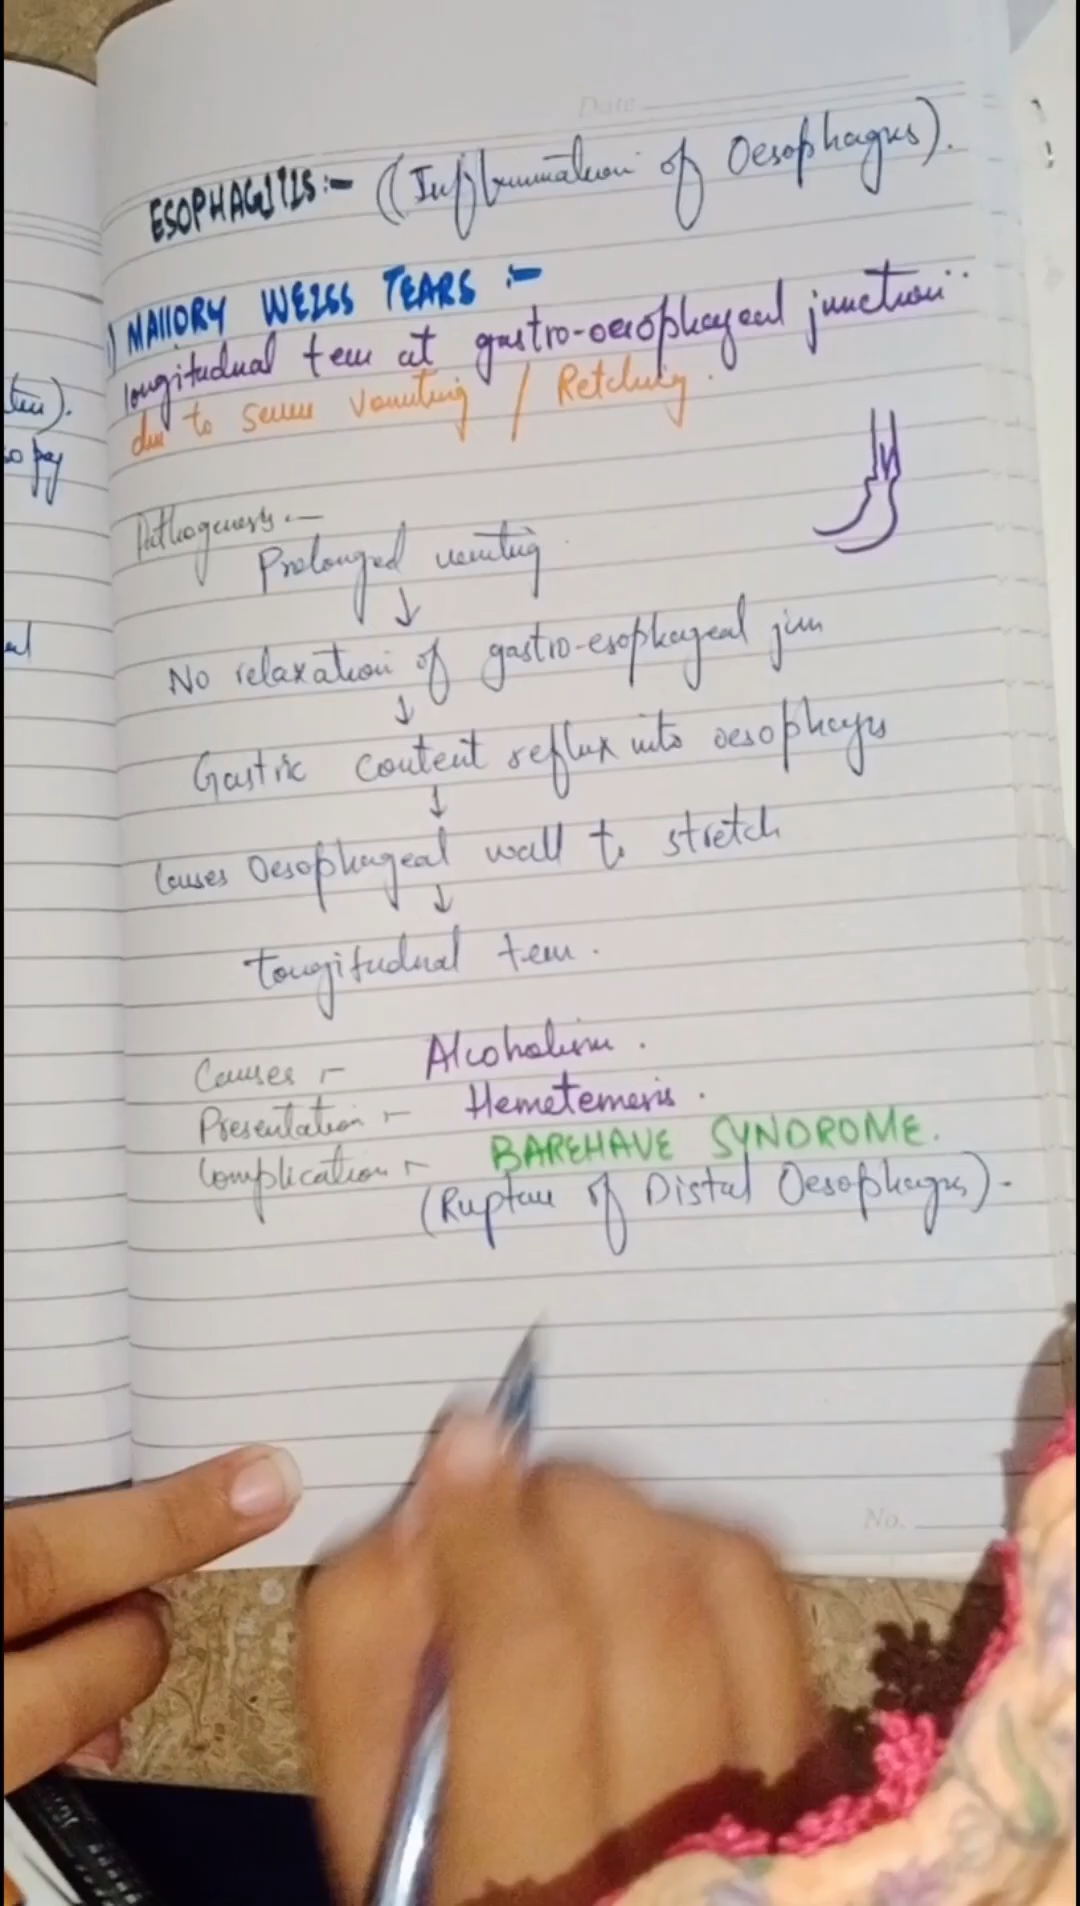 Date
ESOPHAGITIS:- (Inflammation of Oesophagus).
1) MALLORY WEISS TEARS :-
longitudual tear at gastro-oesophageal junction
due to severe vomiting / Retching.
Pathogenesis :-
Prolonged vomiting
↓
No relaxation of gastro-esophageal jun
↓
Gastric content reflux into oesophagus
↓
Causes Oesophageal wall to stretch
↓
longitudnal tear.
Causes :- Alcoholism.
Presentation :- Hemetemesis.
Complication :- BAREHAVE SYNDROME.
(Rupture of Distal Oesophagus).
No.